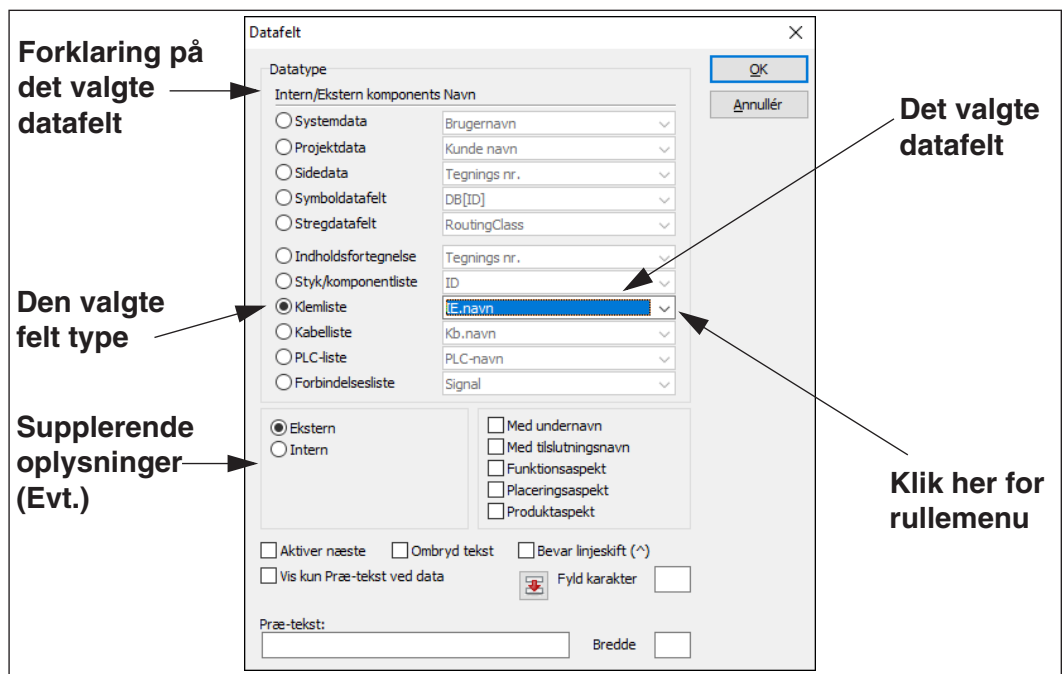 Datafelt
Forklaring på
det valgte
datafelt
Datatype
Intern/Ekstern komponents Navn
OK
Annullér
Det valgte
datafelt
Systemdata Brugernavn
Projektdata Kunde navn
Sidedata Tegnings nr.
Symboldatafelt DB[ID]
Stregdatafelt RoutingClass
Indholdsfortegnelse Tegnings nr.
Styk/komponentliste ID
Klemliste IE.navn
Kabelliste Kb.navn
PLC-liste PLC-navn
Forbindelsesliste Signal
Den valgte
felt type
Supplerende
oplysninger
(Evt.)
Ekstern
Intern
Med undernavn
Med tilslutningsnavn
Funktionsaspekt
Placeringsaspekt
Produktaspekt
Klik her for
rullemenu
Aktiver næste Ombryd tekst Bevar linjeskift (^)
Vis kun Præ-tekst ved data Fyld karakter
Præ-tekst:
Bredde